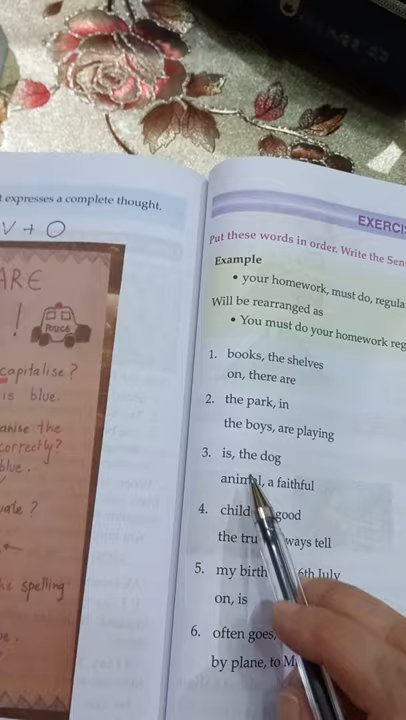 expresses a complete thought.
V + O
ARE
!
POLICE
capitalise?
is blue.
the
correctly?
blue.
?
spelling
EXERCI
Put these words in order. Write the Sen
Example
• your homework, must do, regula
Will be rearranged as
• You must do your homework reg
1. books, the shelves
on, there are
2. the park, in
the boys, are playing
3. is, the dog
animal, a faithful
4. child good
the tru ways tell
5. my birth 6th July
on, is
6. often goes,
by plane, to M